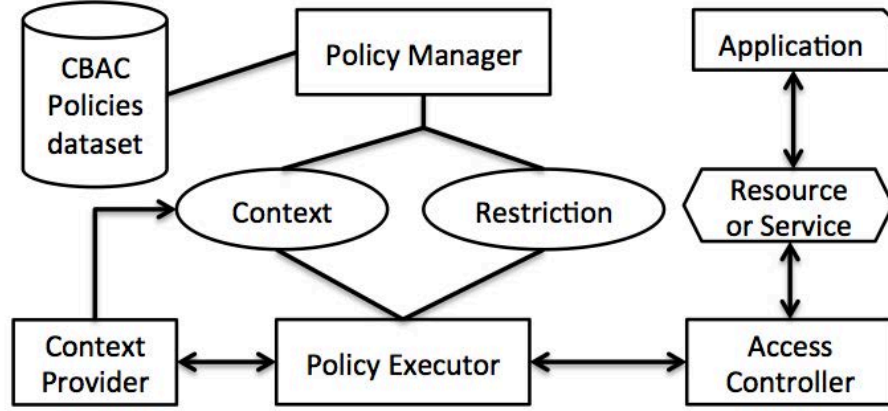 CBAC
Policies
dataset
Policy Manager
Application
Context
Restriction
Resource
or Service
Context
Provider
Policy Executor
Access
Controller